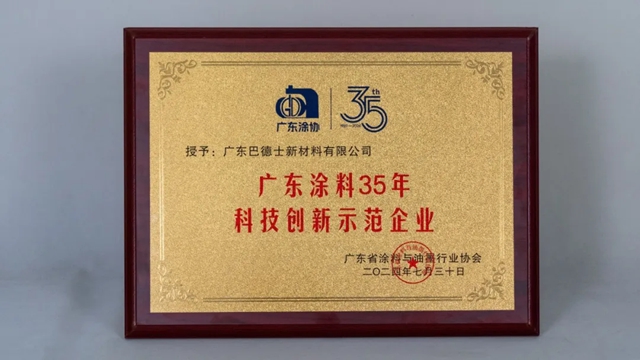 广东涂协
35th
授予：广东巴德士新材料有限公司
广东涂料35年
科技创新示范企业
广东省涂料与油墨行业协会
二〇二四年七月三十日